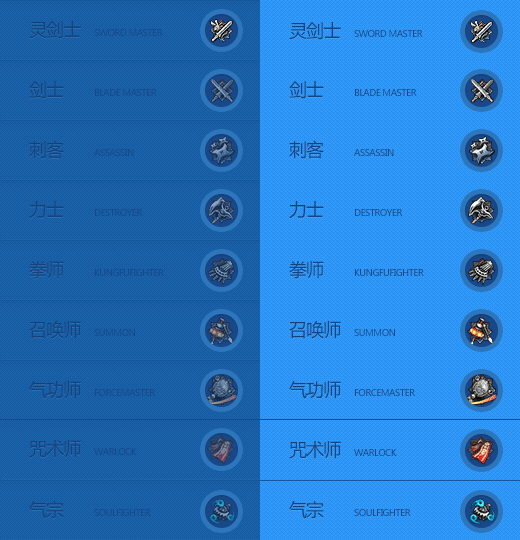 灵剑士 SWORD MASTER 灵剑士 SWORD MASTER
剑士 BLADE MASTER 剑士 BLADE MASTER
刺客 ASSASSIN 刺客 ASSASSIN
力士 DESTROYER 力士 DESTROYER
拳师 KUNGFUFIGHTER 拳师 KUNGFUFIGHTER
召唤师 SUMMON 召唤师 SUMMON
气功师 FORCEMASTER 气功师 FORCEMASTER
咒术师 WARLOCK 咒术师 WARLOCK
气宗 SOULFIGHTER 气宗 SOULFIGHTER